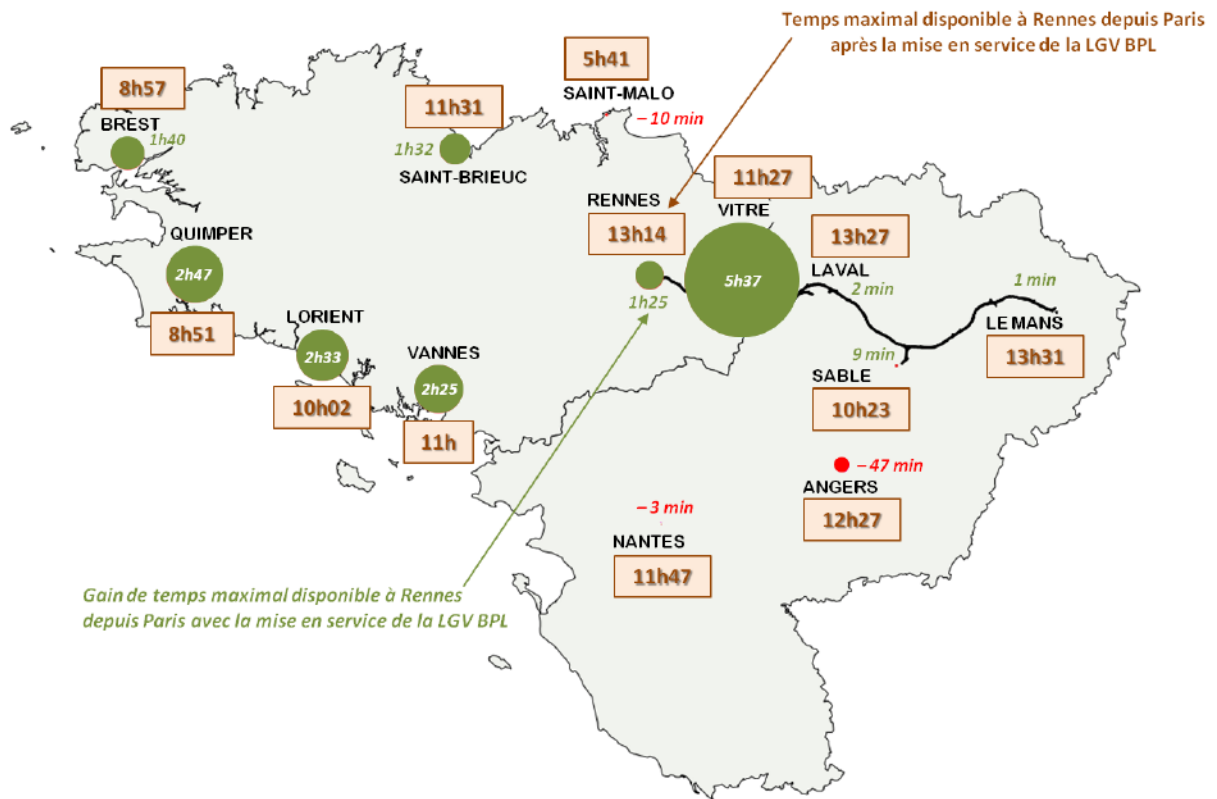 Temps maximal disponible à Rennes depuis Paris
après la mise en service de la LGV BPL
5h41
SAINT-MALO
– 10 min
8h57
BREST
1h40
11h31
1h32
SAINT-BRIEUC
11h27
VITRE
5h37
RENNES
13h14
1h25
13h27
LAVAL
2 min
1 min
LE MANS
13h31
QUIMPER
2h47
8h51
LORIENT
2h33
10h02
VANNES
2h25
11h
9 min
SABLE
10h23
– 47 min
ANGERS
12h27
– 3 min
NANTES
11h47
Gain de temps maximal disponible à Rennes
depuis Paris avec la mise en service de la LGV BPL